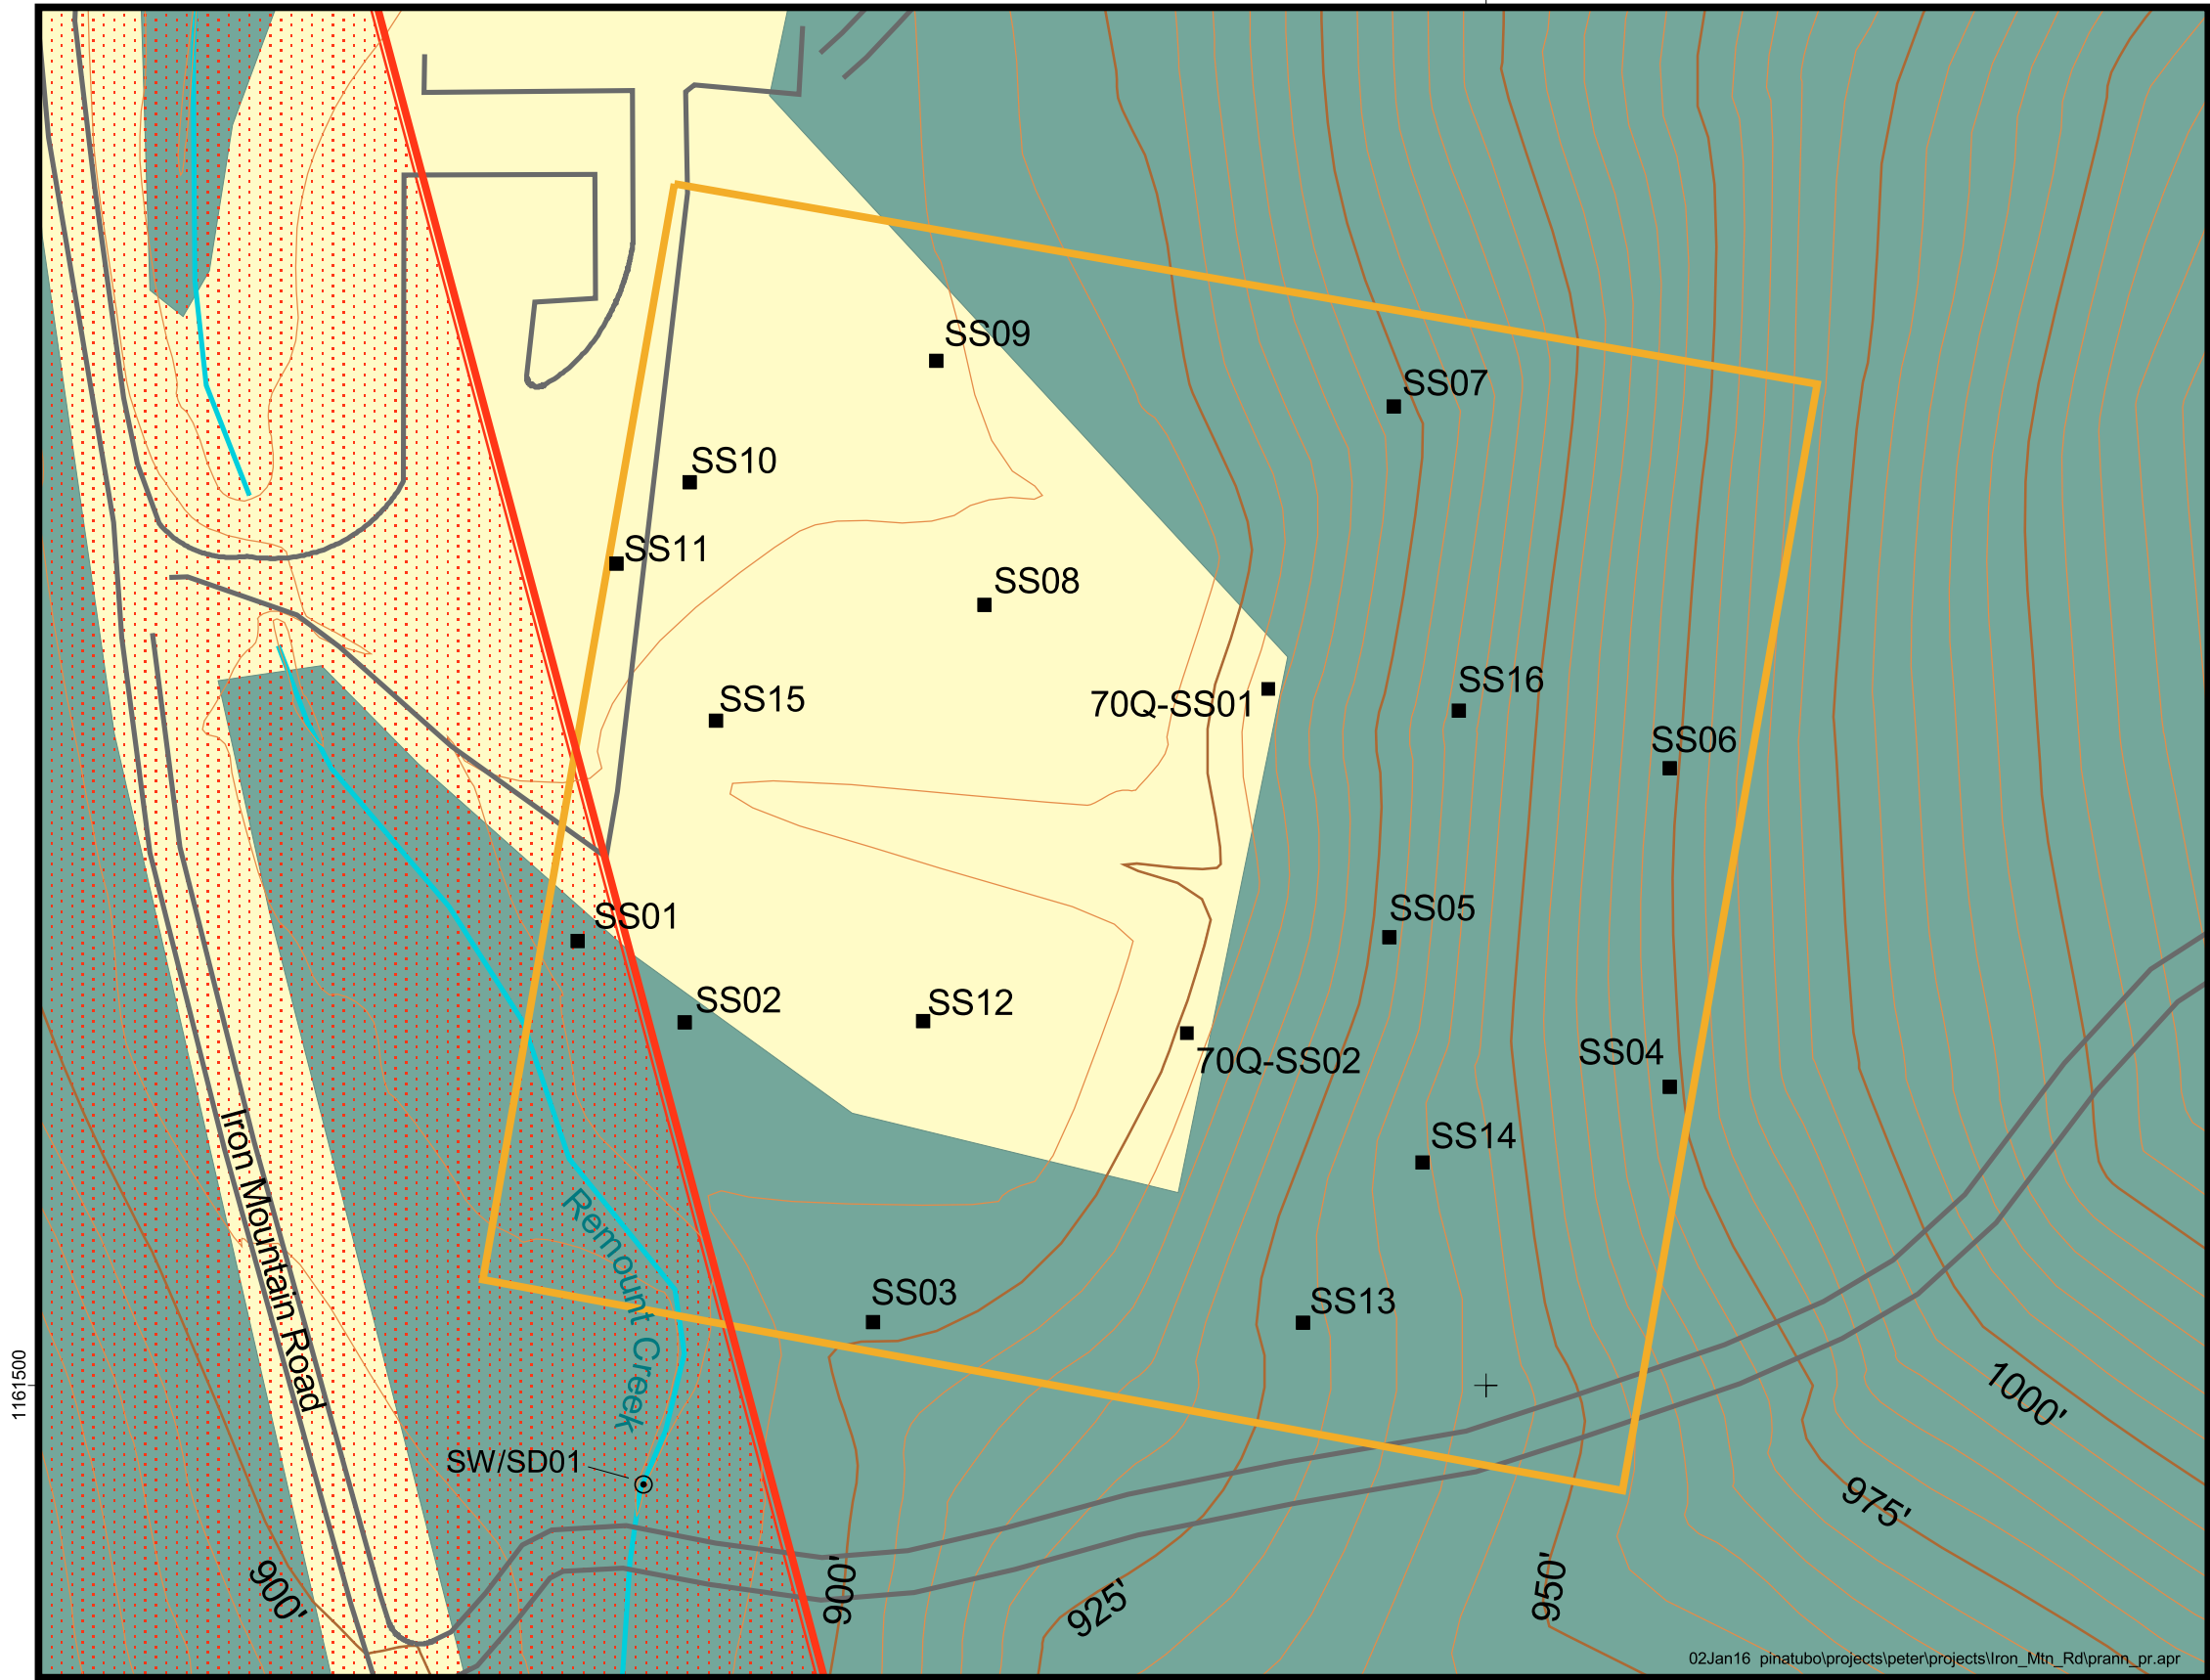 SS09
SS07
SS10
SS11
SS08
SS16
SS15
70Q-SS01
SS06
SS05
SS01
SS02
SS12
SS04
70Q-SS02
SS14
Iron Mountain Road
Remount Creek
SS03
SS13
1161500
1000'
SW/SD01
975'
900'
900'
925'
950'
02Jan16 pinatubo\projects\peter\projects\Iron_Mtn_Rd\prann_pr.apr